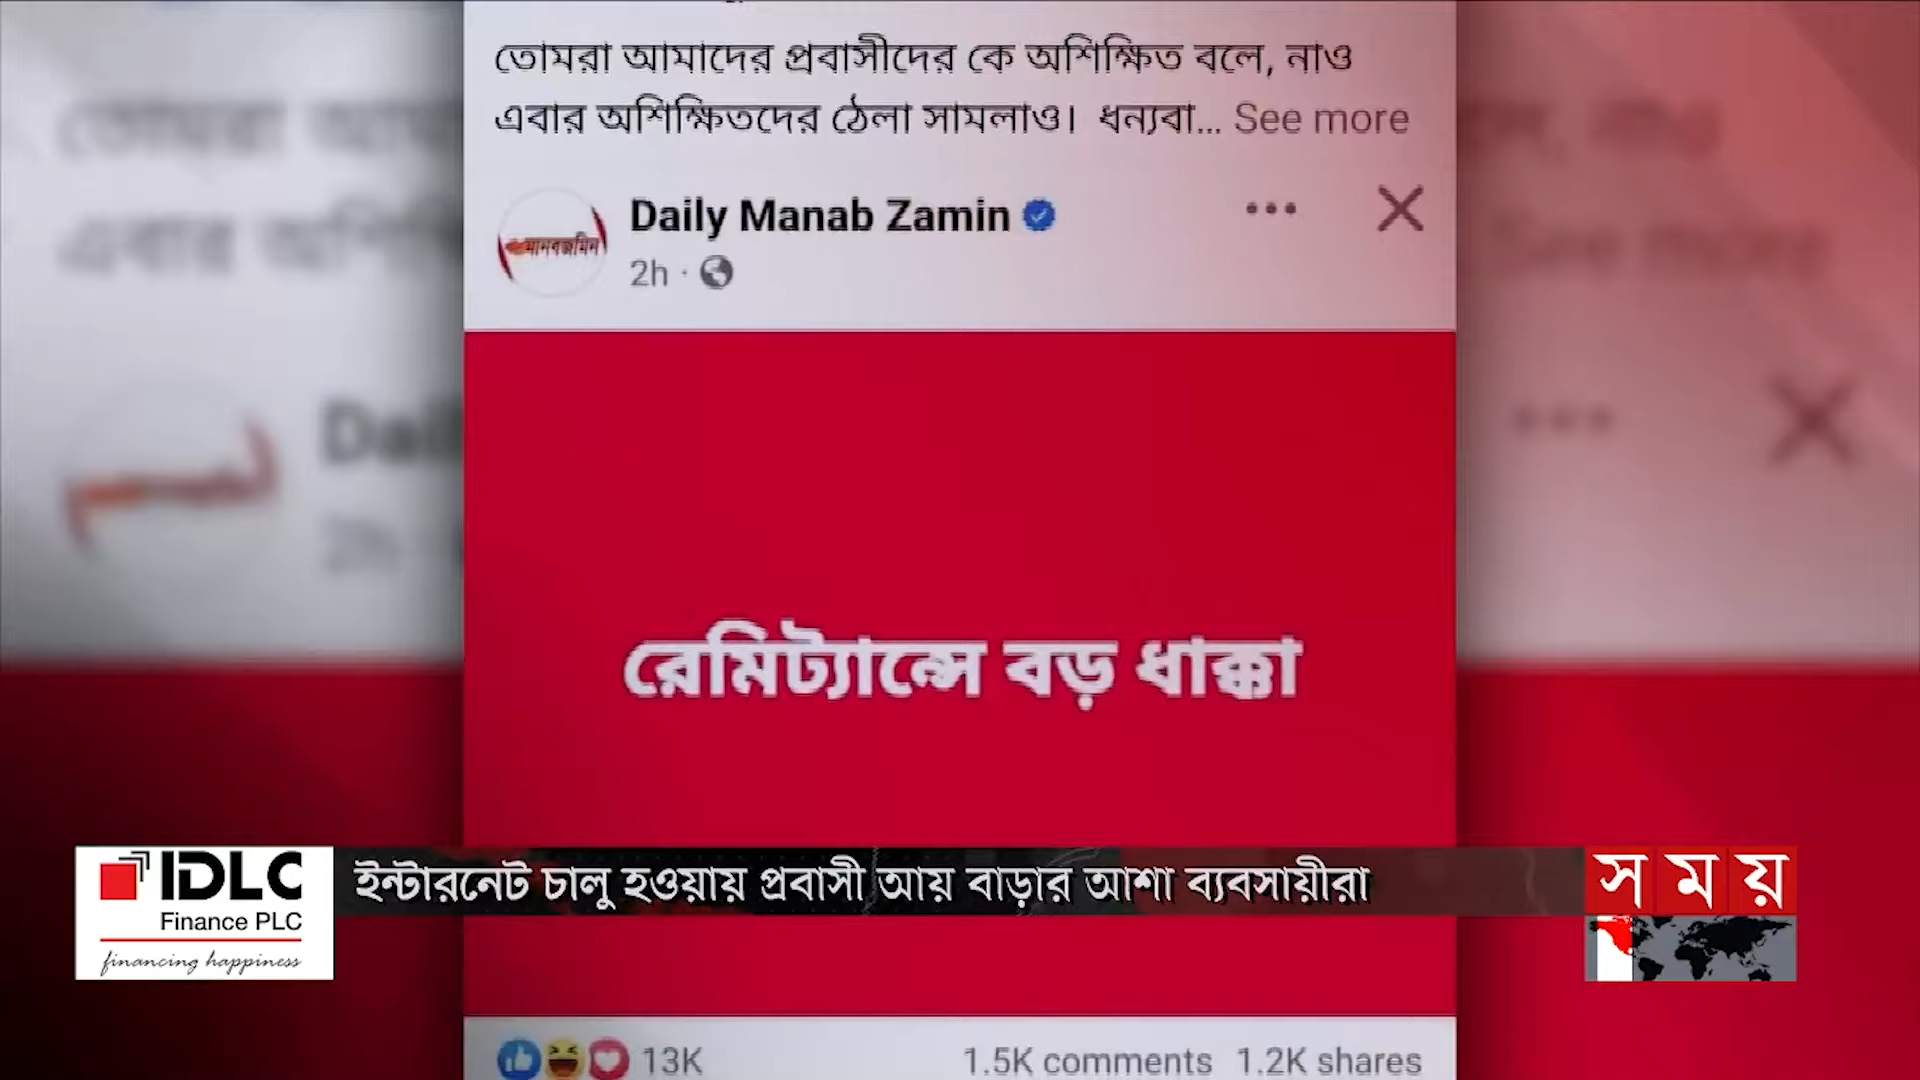 তোমরা আমাদের প্রবাসীদের কে অশিক্ষিত বলে, নাও
এবার অশিক্ষিতদের ঠেলা সামলাও। ধন্যবা... See more
Daily Manab Zamin
মানবজমিন
2h
রেমিট্যান্সে বড় ধাক্কা
IDLC
Finance PLC
financing happiness
ইন্টারনেট চালু হওয়ায় প্রবাসী আয় বাড়ার আশা ব্যবসায়ীরা
সময়
13K 1.5K comments 1.2K shares